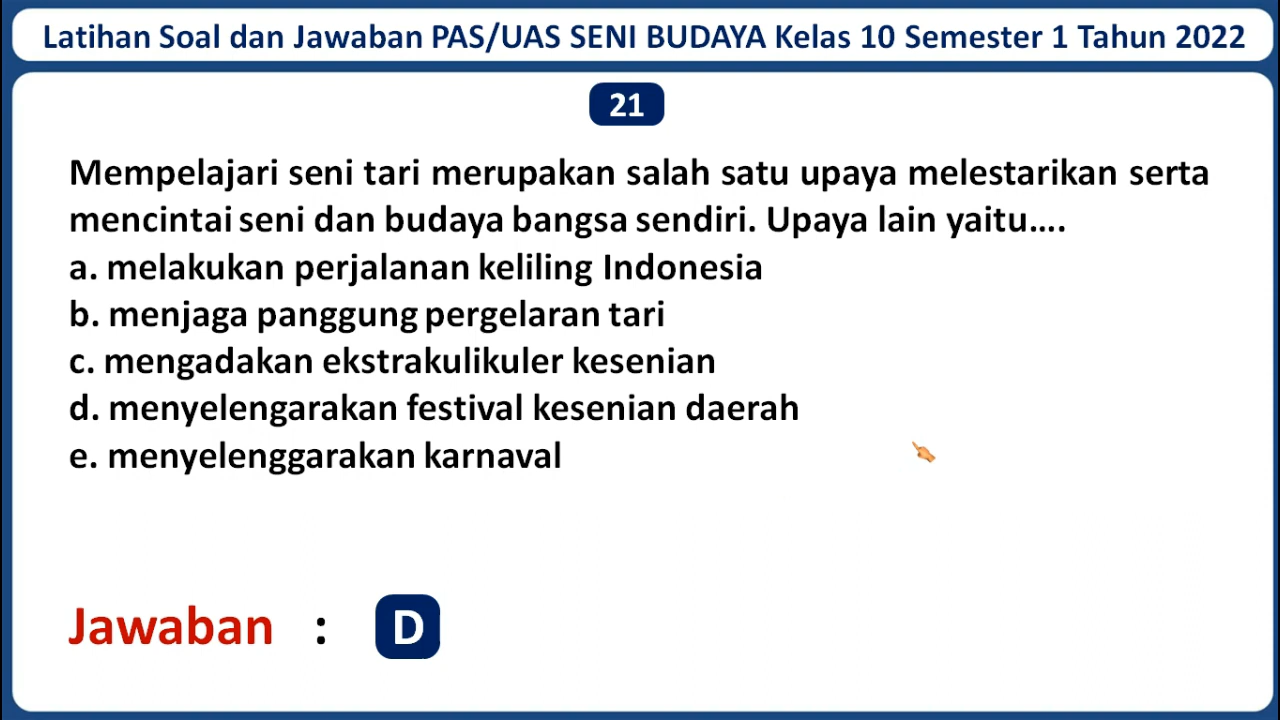 Latihan Soal dan Jawaban PAS/UAS SENI BUDAYA Kelas 10 Semester 1 Tahun 2022
21
Mempelajari seni tari merupakan salah satu upaya melestarikan serta
mencintai seni dan budaya bangsa sendiri. Upaya lain yaitu....
a. melakukan perjalanan keliling Indonesia
b. menjaga panggung pergelaran tari
c. mengadakan ekstrakulikuler kesenian
d. menyelengarakan festival kesenian daerah
e. menyelenggarakan karnaval
Jawaban : D